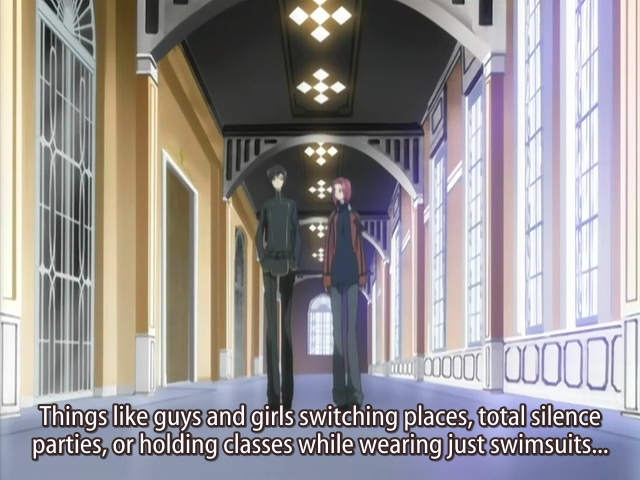 Things like guys and girls switching places, total silence
parties, or holding classes while wearing just swimsuits...